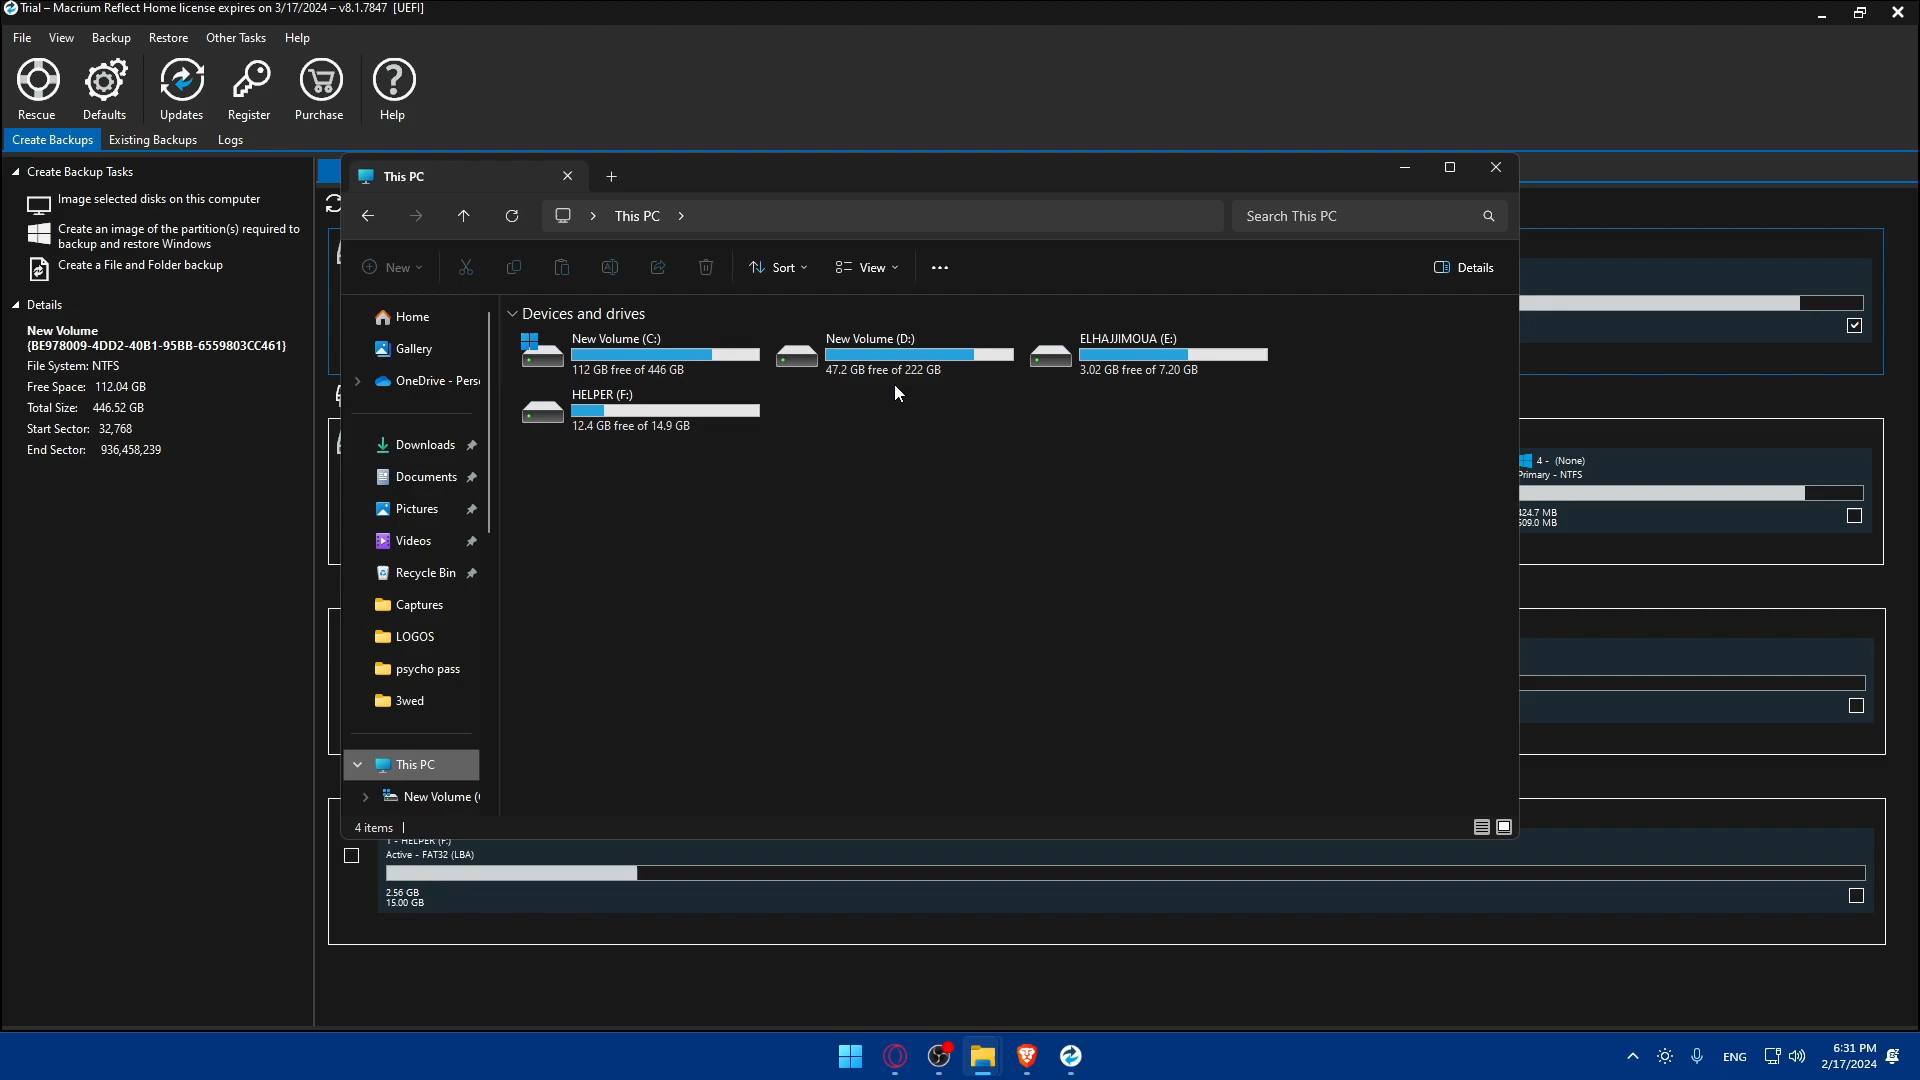 Trial – Macrium Reflect Home license expires on 3/17/2024 – v8.1.7847 [UEFI]
File View Backup Restore Other Tasks Help
Rescue Defaults Updates Register Purchase Help
Create Backups Existing Backups Logs
Create Backup Tasks
Image selected disks on this computer
Create an image of the partition(s) required to
backup and restore Windows
Create a File and Folder backup
Details
New Volume
{BE978009-4DD2-40B1-95BB-6559803CC461}
File System: NTFS
Free Space: 112.04 GB
Total Size: 446.52 GB
Start Sector: 32,768
End Sector: 936,458,239
This PC
This PC
Search This PC
New Sort View Details
Home
Gallery
OneDrive - Pers
Downloads
Documents
Pictures
Videos
Recycle Bin
Captures
LOGOS
psycho pass
3wed
This PC
New Volume (
Devices and drives
New Volume (C:)
112 GB free of 446 GB
New Volume (D:)
47.2 GB free of 222 GB
ELHAJJIMOUA (E:)
3.02 GB free of 7.20 GB
HELPER (F:)
12.4 GB free of 14.9 GB
4 items
4 - (None)
Primary - NTFS
424.7 MB
509.0 MB
1 - HELPER (F:)
Active - FAT32 (LBA)
2.56 GB
15.00 GB
ENG
6:31 PM
2/17/2024